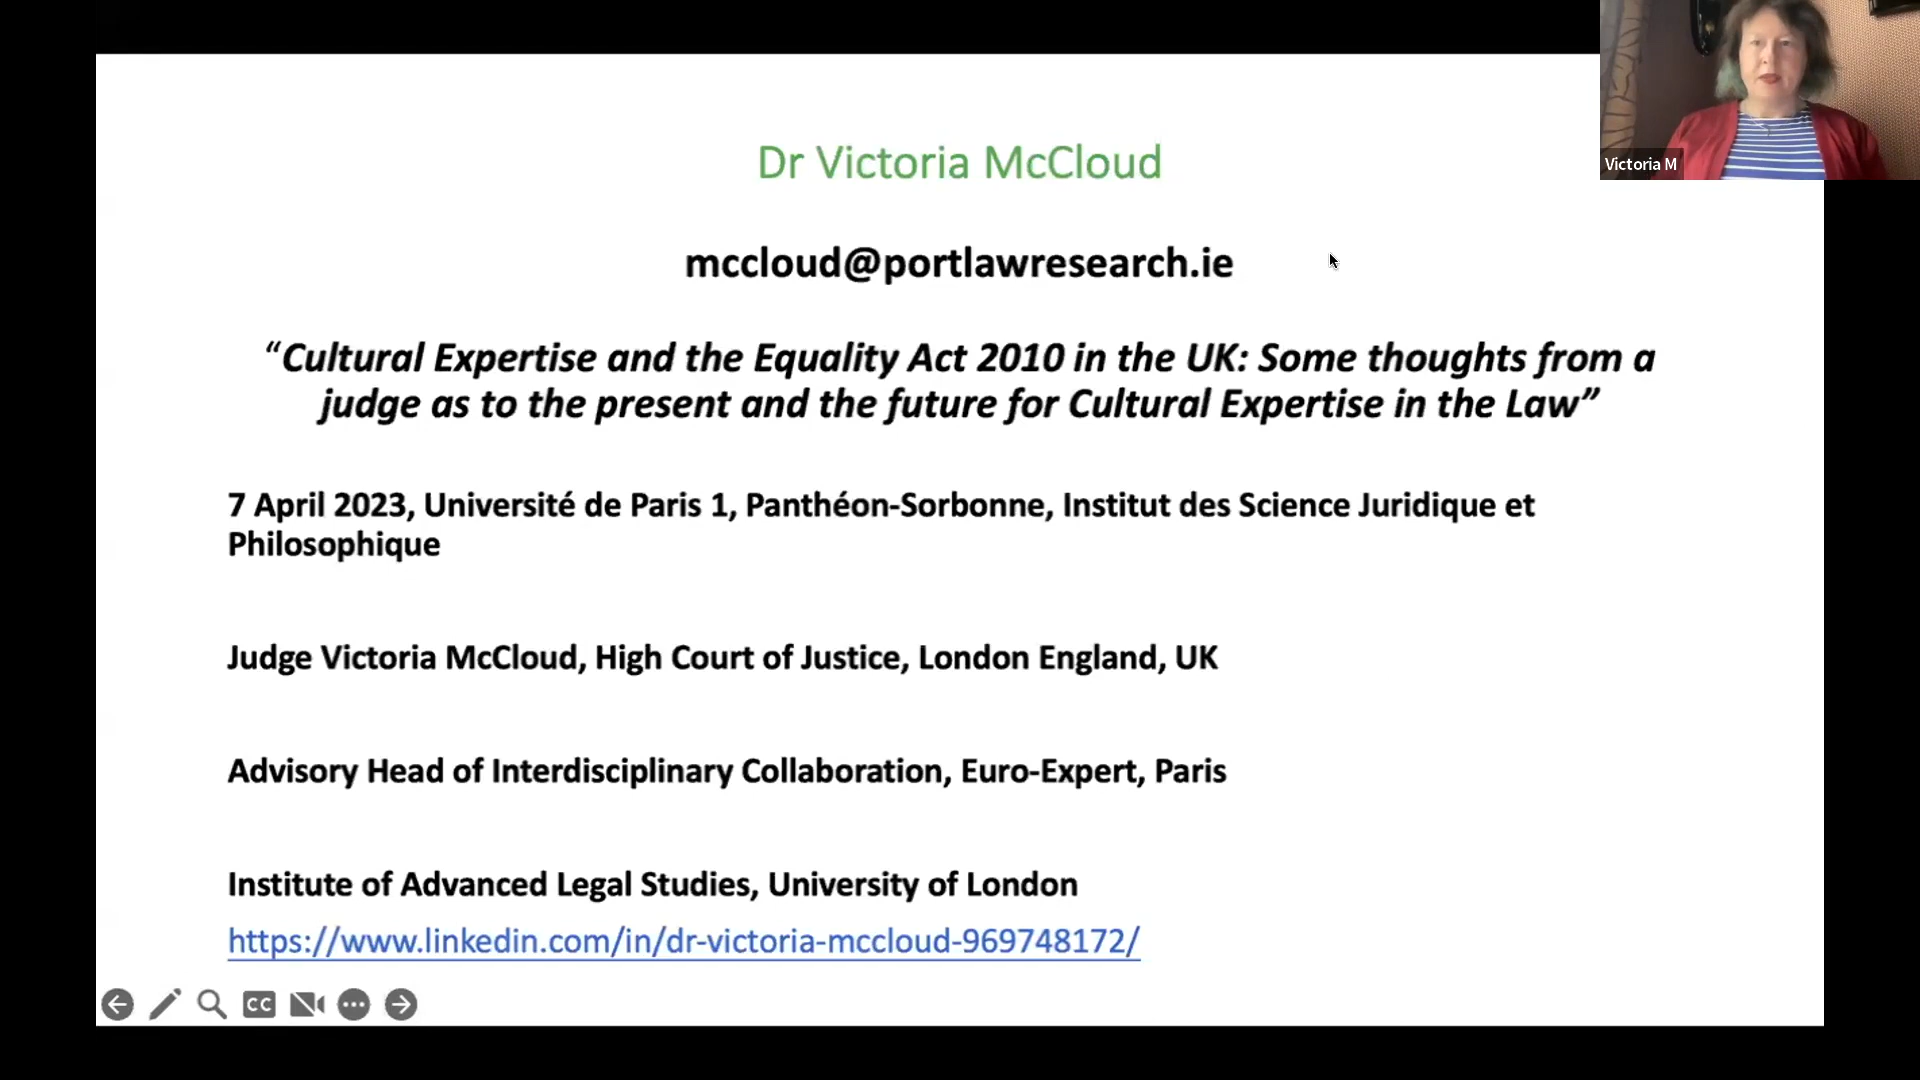 Victoria M
Dr Victoria McCloud
mccloud@portlawresearch.ie
“Cultural Expertise and the Equality Act 2010 in the UK: Some thoughts from a
judge as to the present and the future for Cultural Expertise in the Law”
7 April 2023, Université de Paris 1, Panthéon-Sorbonne, Institut des Science Juridique et
Philosophique
Judge Victoria McCloud, High Court of Justice, London England, UK
Advisory Head of Interdisciplinary Collaboration, Euro-Expert, Paris
Institute of Advanced Legal Studies, University of London
https://www.linkedin.com/in/dr-victoria-mccloud-969748172/
CC